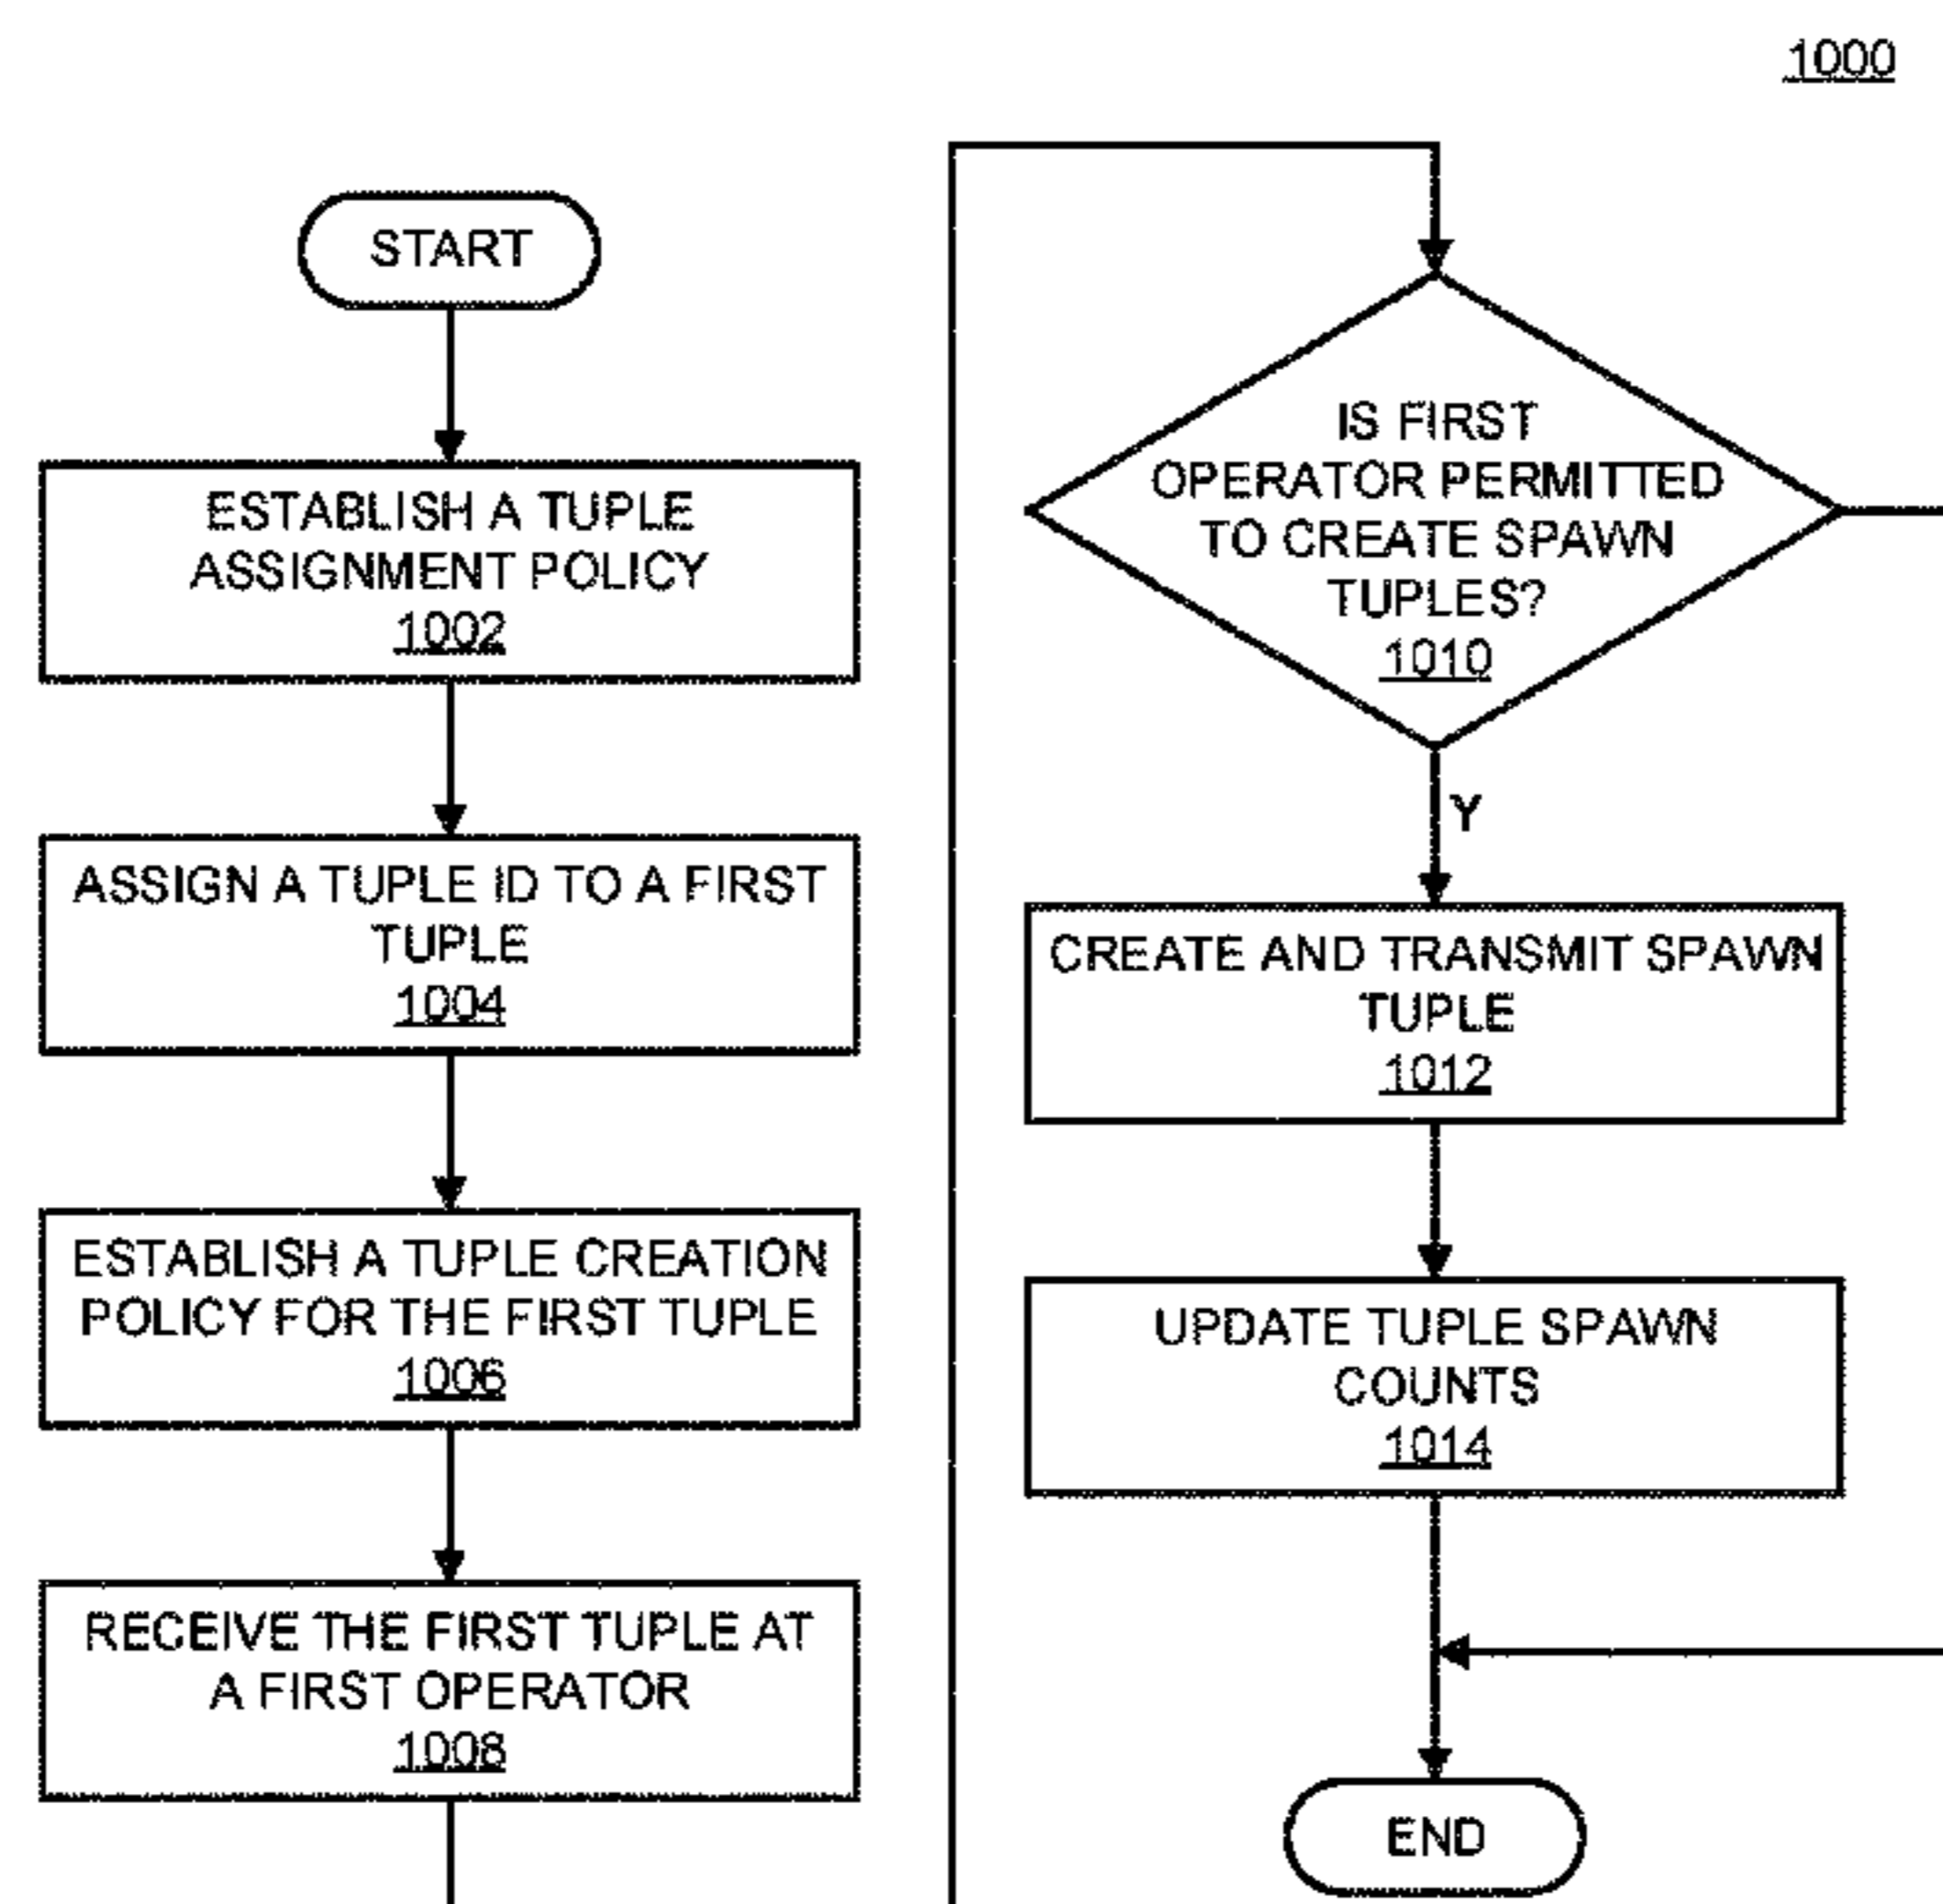 1000
START
ESTABLISH A TUPLE
ASSIGNMENT POLICY
1002
ASSIGN A TUPLE ID TO A FIRST
TUPLE
1004
ESTABLISH A TUPLE CREATION
POLICY FOR THE FIRST TUPLE
1006
RECEIVE THE FIRST TUPLE AT
A FIRST OPERATOR
1008
IS FIRST
OPERATOR PERMITTED
TO CREATE SPAWN
TUPLES?
1010
Y
CREATE AND TRANSMIT SPAWN
TUPLE
1012
UPDATE TUPLE SPAWN
COUNTS
1014
END